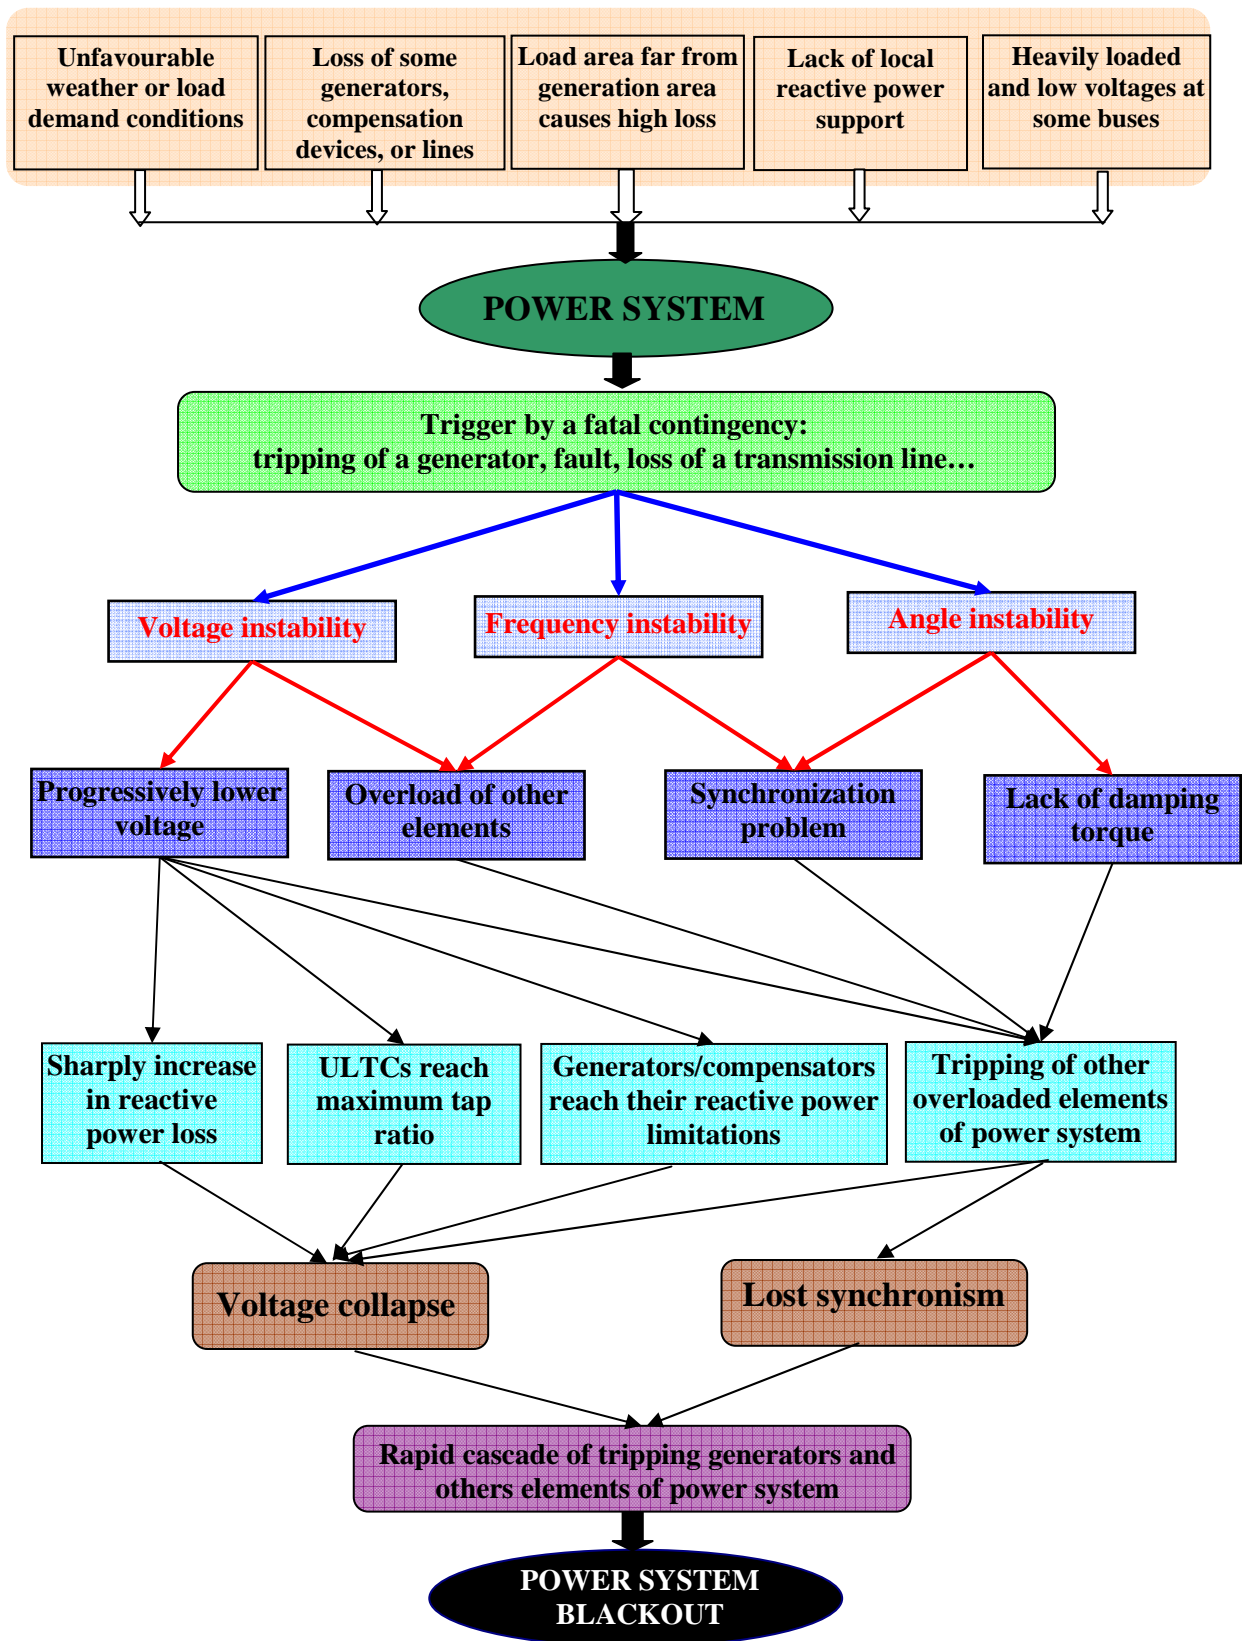 Unfavourable
weather or load
demand conditions
Loss of some
generators,
compensation
devices, or lines
Load area far from
generation area
causes high loss
Lack of local
reactive power
support
Heavily loaded
and low voltages at
some buses
POWER SYSTEM
Trigger by a fatal contingency:
tripping of a generator, fault, loss of a transmission line…
Voltage instability
Frequency instability
Angle instability
Progressively lower
voltage
Overload of other
elements
Synchronization
problem
Lack of damping
torque
Sharply increase
in reactive
power loss
ULTCs reach
maximum tap
ratio
Generators/compensators
reach their reactive power
limitations
Tripping of other
overloaded elements
of power system
Voltage collapse
Lost synchronism
Rapid cascade of tripping generators and
others elements of power system
POWER SYSTEM
BLACKOUT